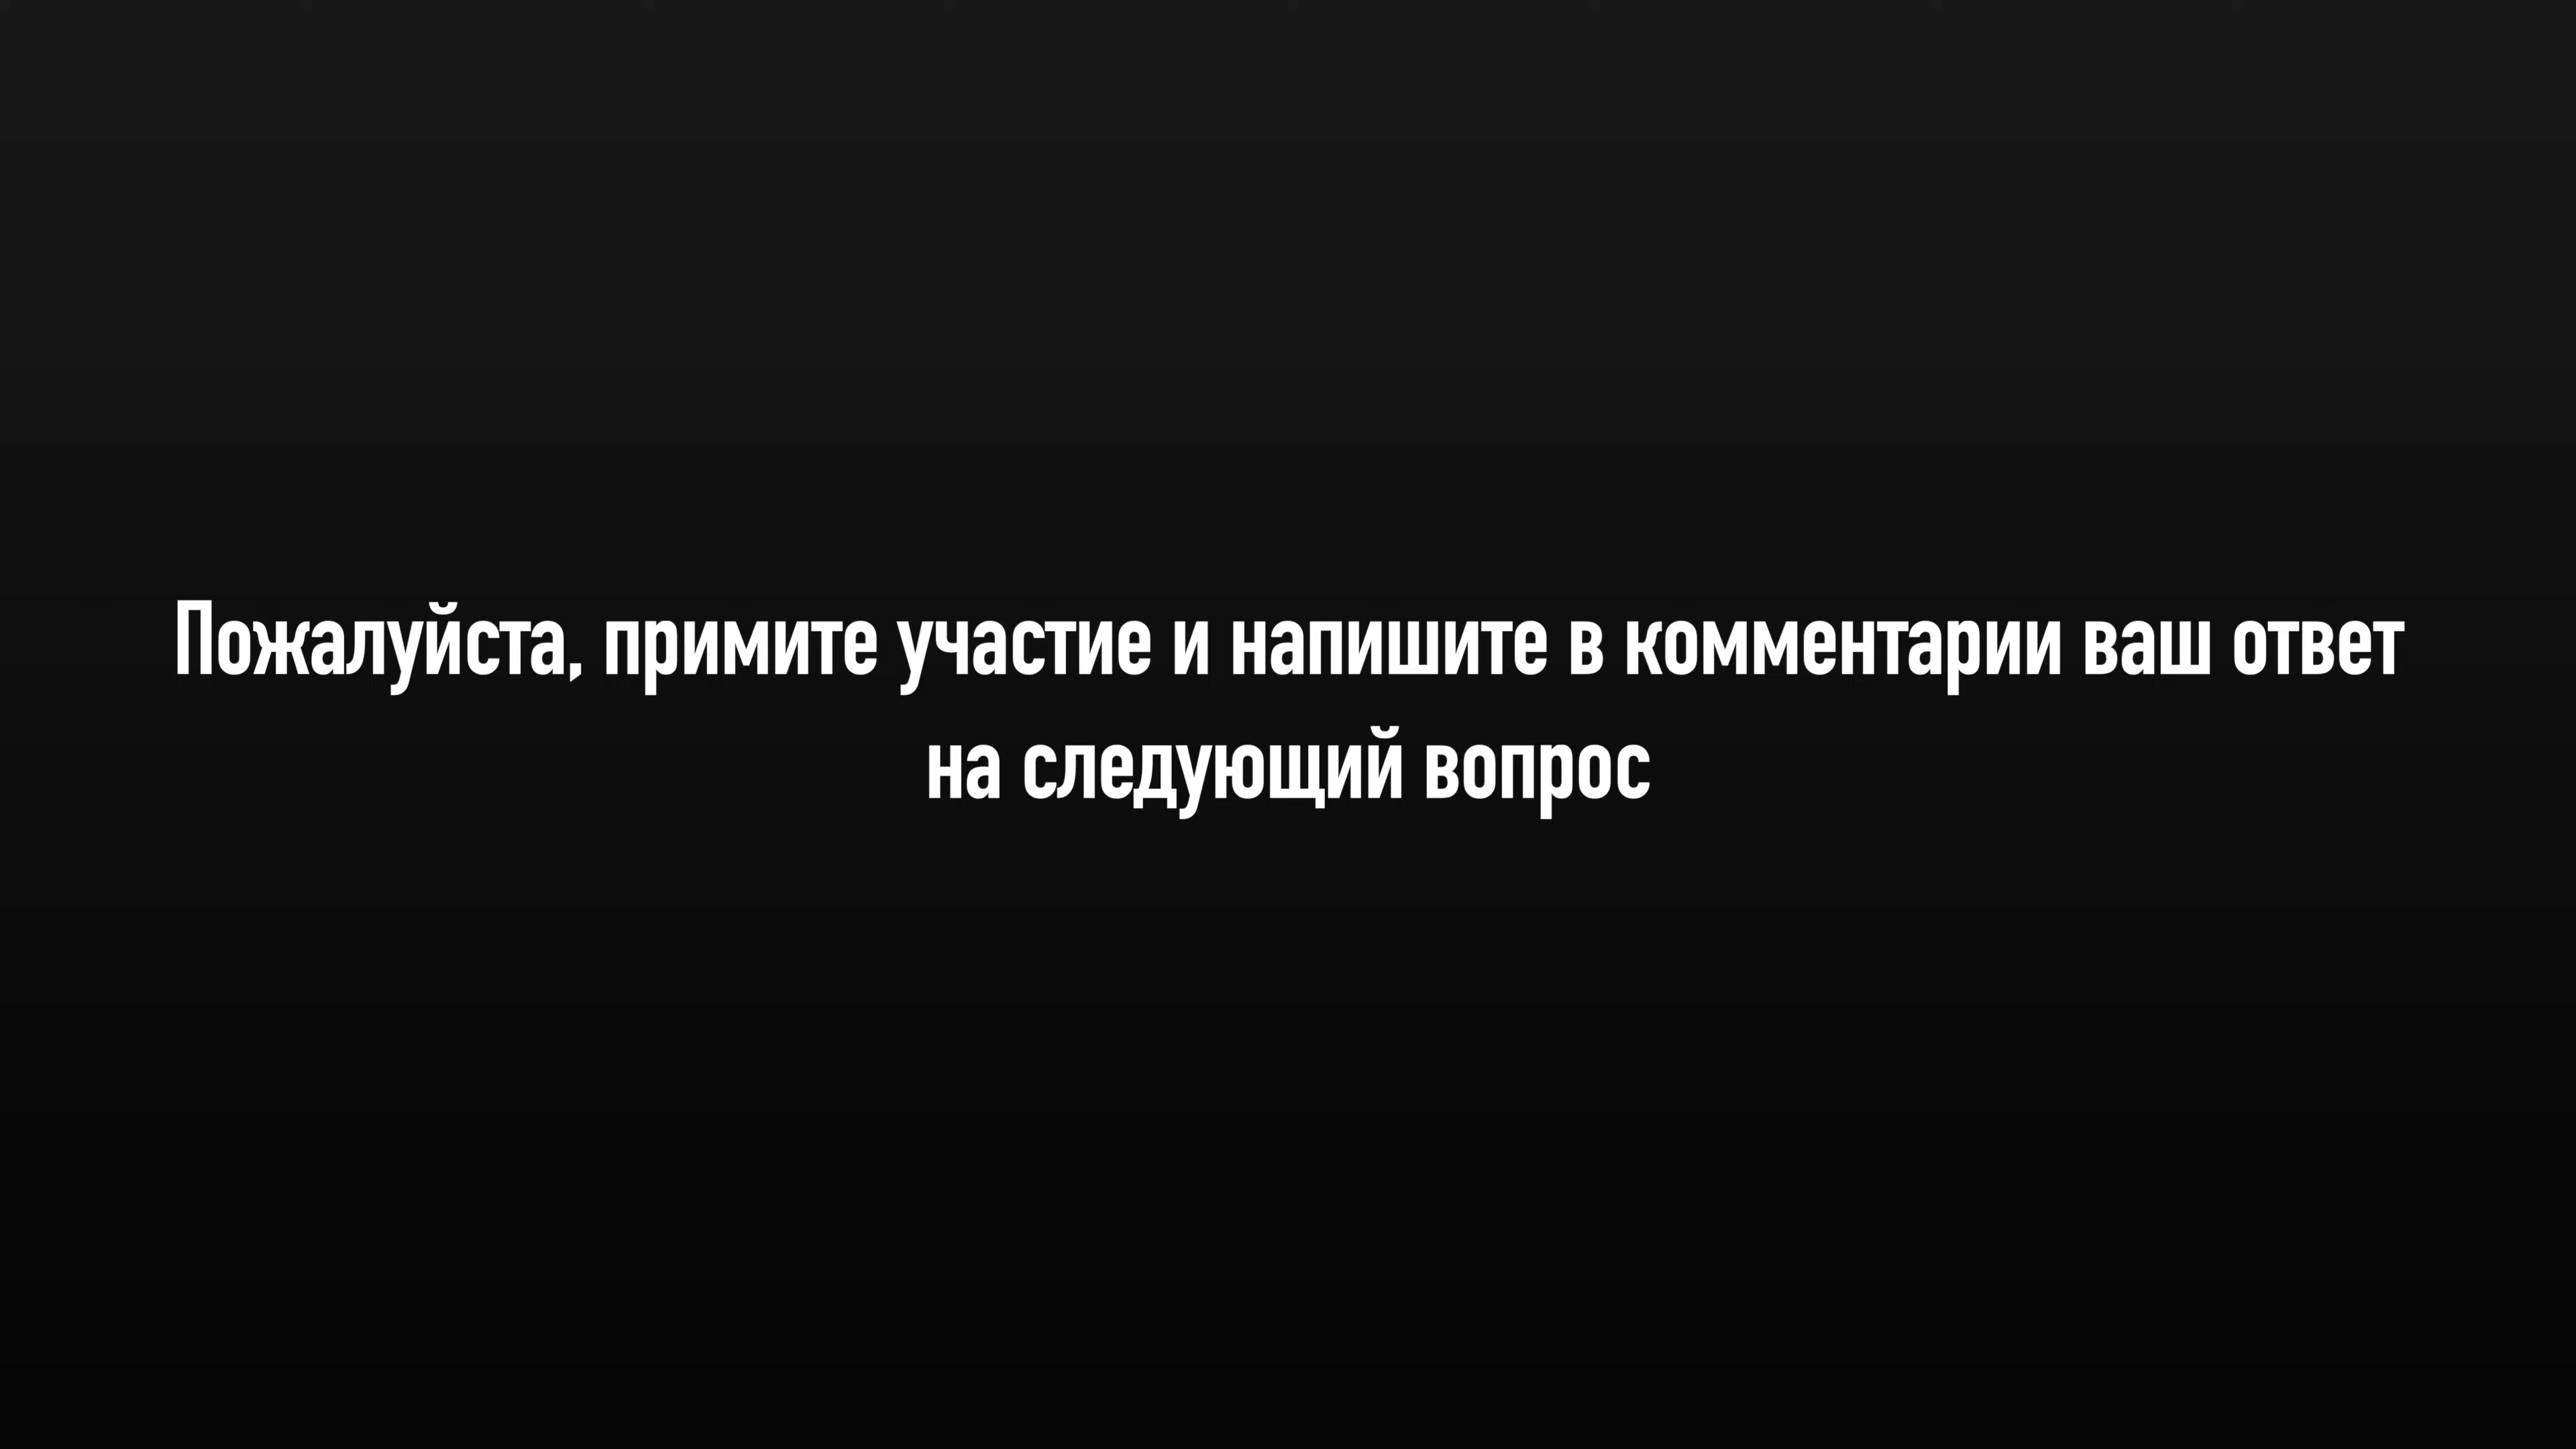 Пожалуйста, примите участие и напишите в комментарии ваш ответ
на следующий вопрос